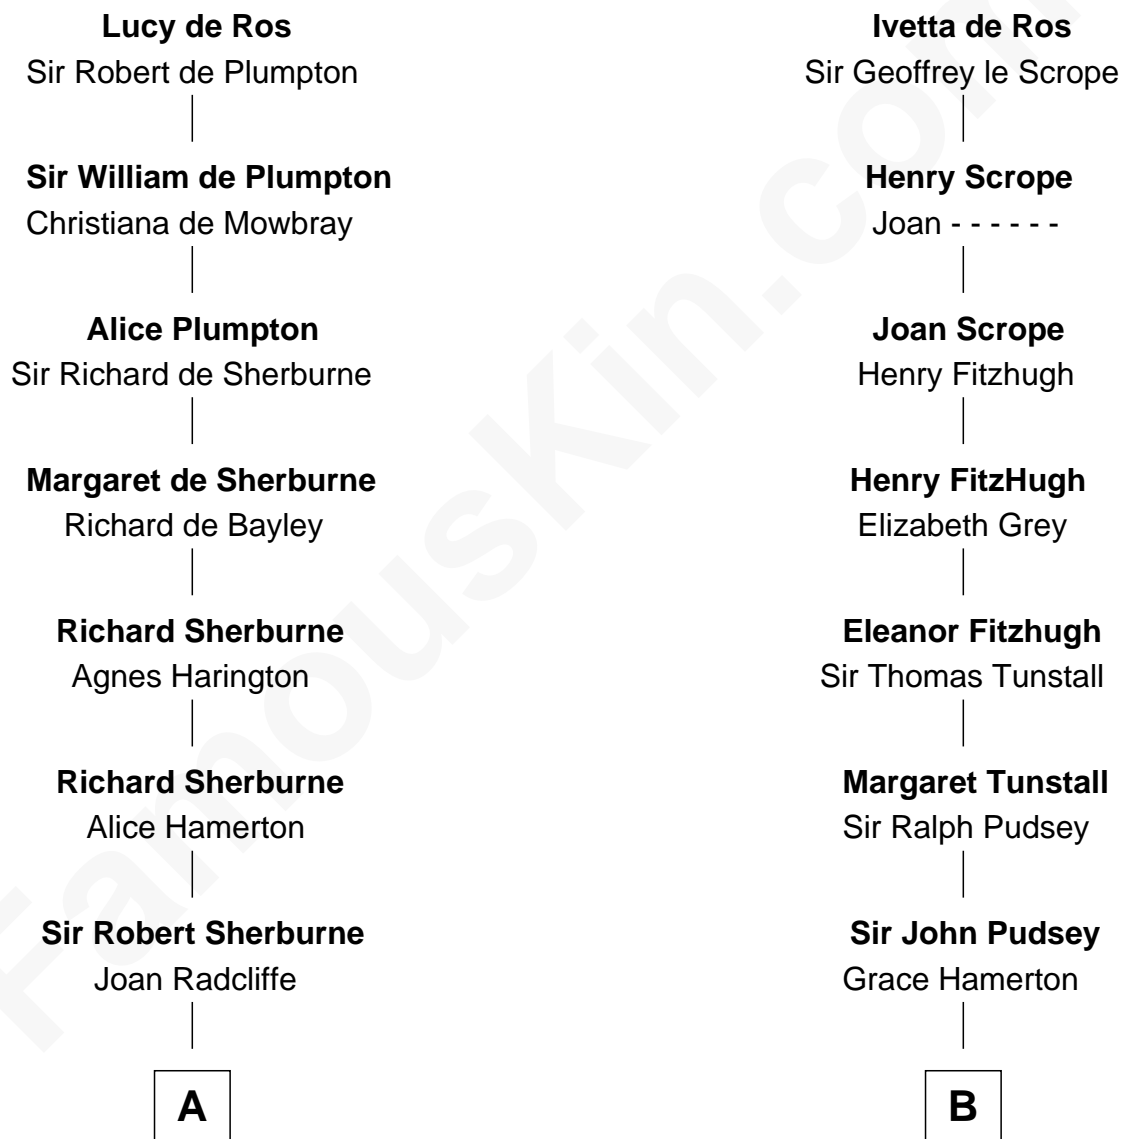 Lucy de Ros
Sir Robert de Plumpton
Sir William de Plumpton
Christiana de Mowbray
Alice Plumpton
Sir Richard de Sherburne
Margaret de Sherburne
Richard de Bayley
Richard Sherburne
Agnes Harington
Richard Sherburne
Alice Hamerton
Sir Robert Sherburne
Joan Radcliffe
A
Ivetta de Ros
Sir Geoffrey le Scrope
Henry Scrope
Joan - - - - - -
Joan Scrope
Henry Fitzhugh
Henry FitzHugh
Elizabeth Grey
Eleanor Fitzhugh
Sir Thomas Tunstall
Margaret Tunstall
Sir Ralph Pudsey
Sir John Pudsey
Grace Hamerton
B
FamousKin.com